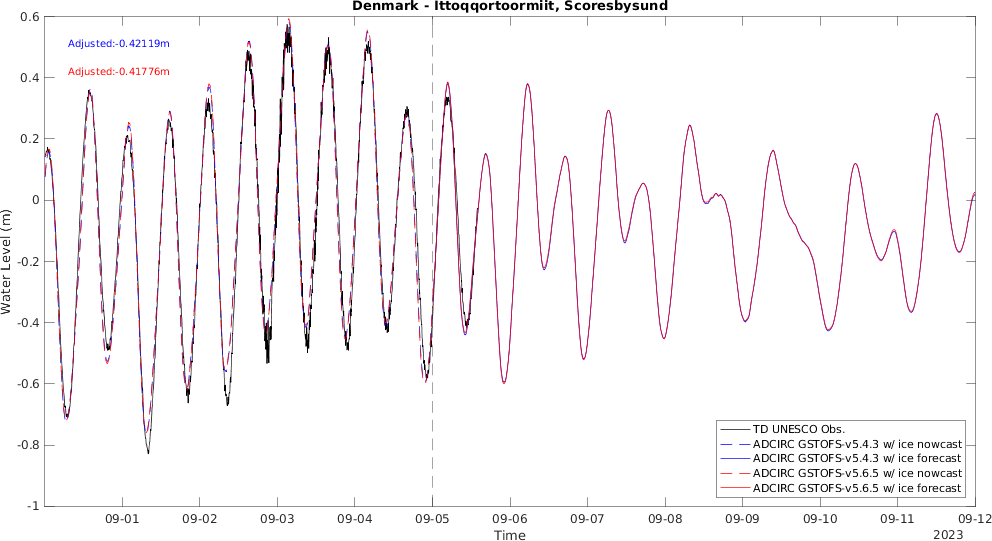 Denmark - Ittoqqortoormiit, Scoresbysund
0.6
0.4
0.2
0
-0.2
-0.4
-0.6
-0.8
-1
Water Level (m)
Adjusted:-0.42119m
Adjusted:-0.41776m
TD UNESCO Obs.
ADCIRC GSTOFS-v5.4.3 w/ ice nowcast
ADCIRC GSTOFS-v5.4.3 w/ ice forecast
ADCIRC GSTOFS-v5.6.5 w/ ice nowcast
ADCIRC GSTOFS-v5.6.5 w/ ice forecast
09-01 09-02 09-03 09-04 09-05 09-06 09-07 09-08 09-09 09-10 09-11 09-12
Time
2023